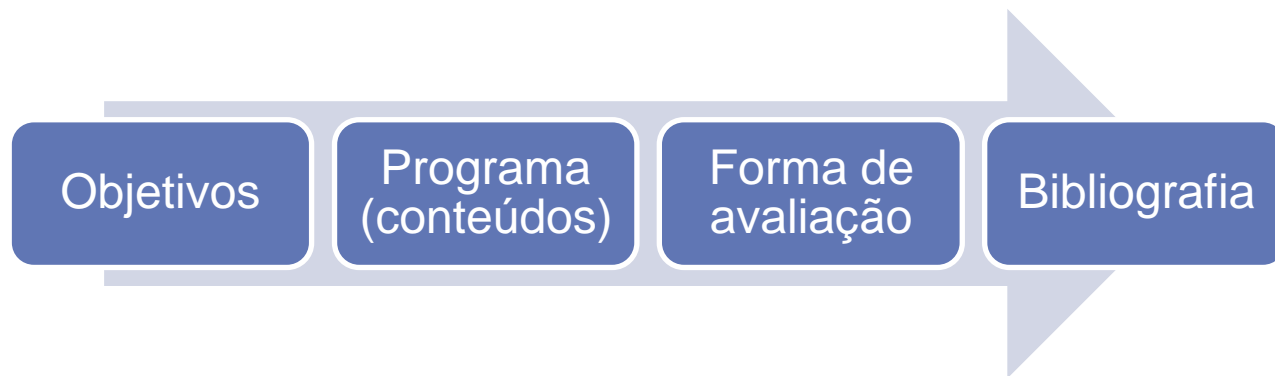 Objetivos
Programa
(conteúdos)
Forma de
avaliação
Bibliografia